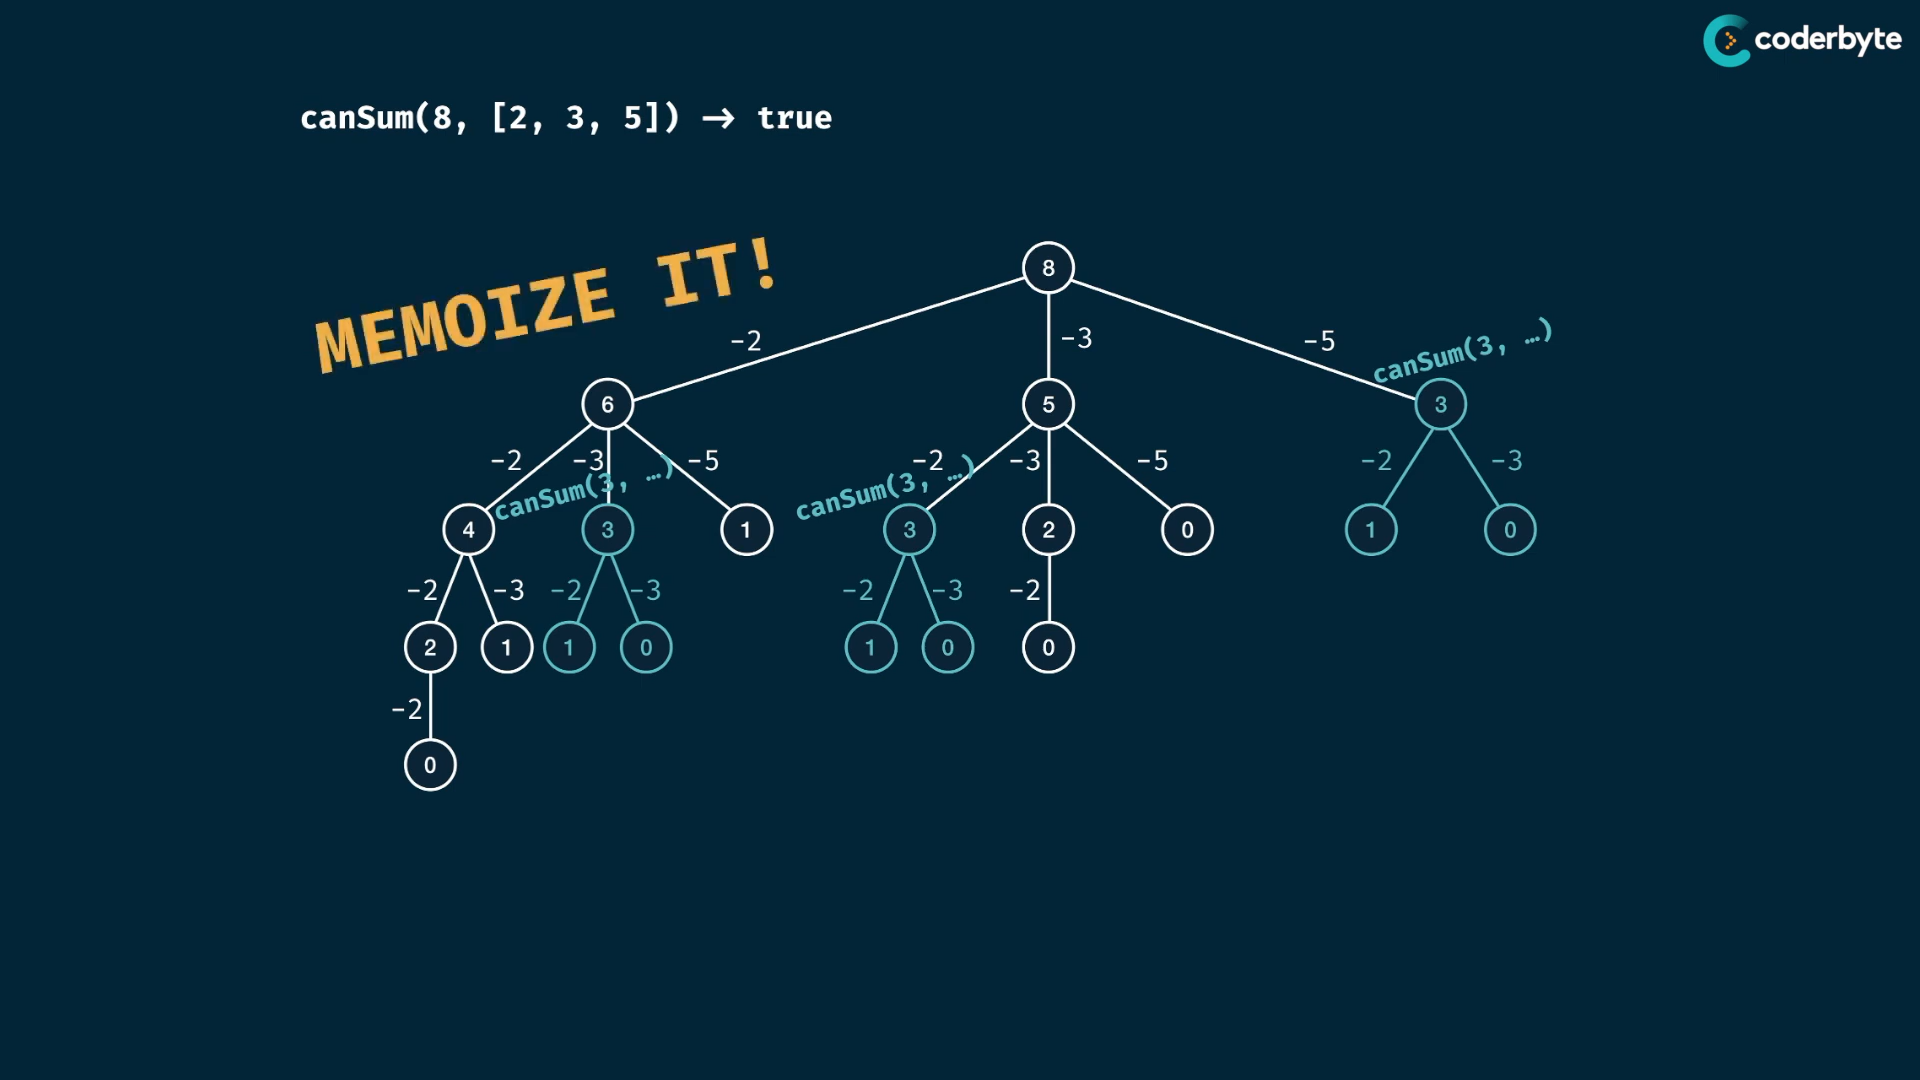 coderbyte
canSum(8, [2, 3, 5]) → true
MEMOIZE IT!
8
-2 -3 -5
canSum(3, …)
6 5 3
-2 -3 -5 -2 -3 -5 -2 -3
canSum(3, …) canSum(3, …)
4 3 1 3 2 0 1 0
-2 -3 -2 -3 -2 -3 -2
2 1 1 0 1 0 0
-2
0